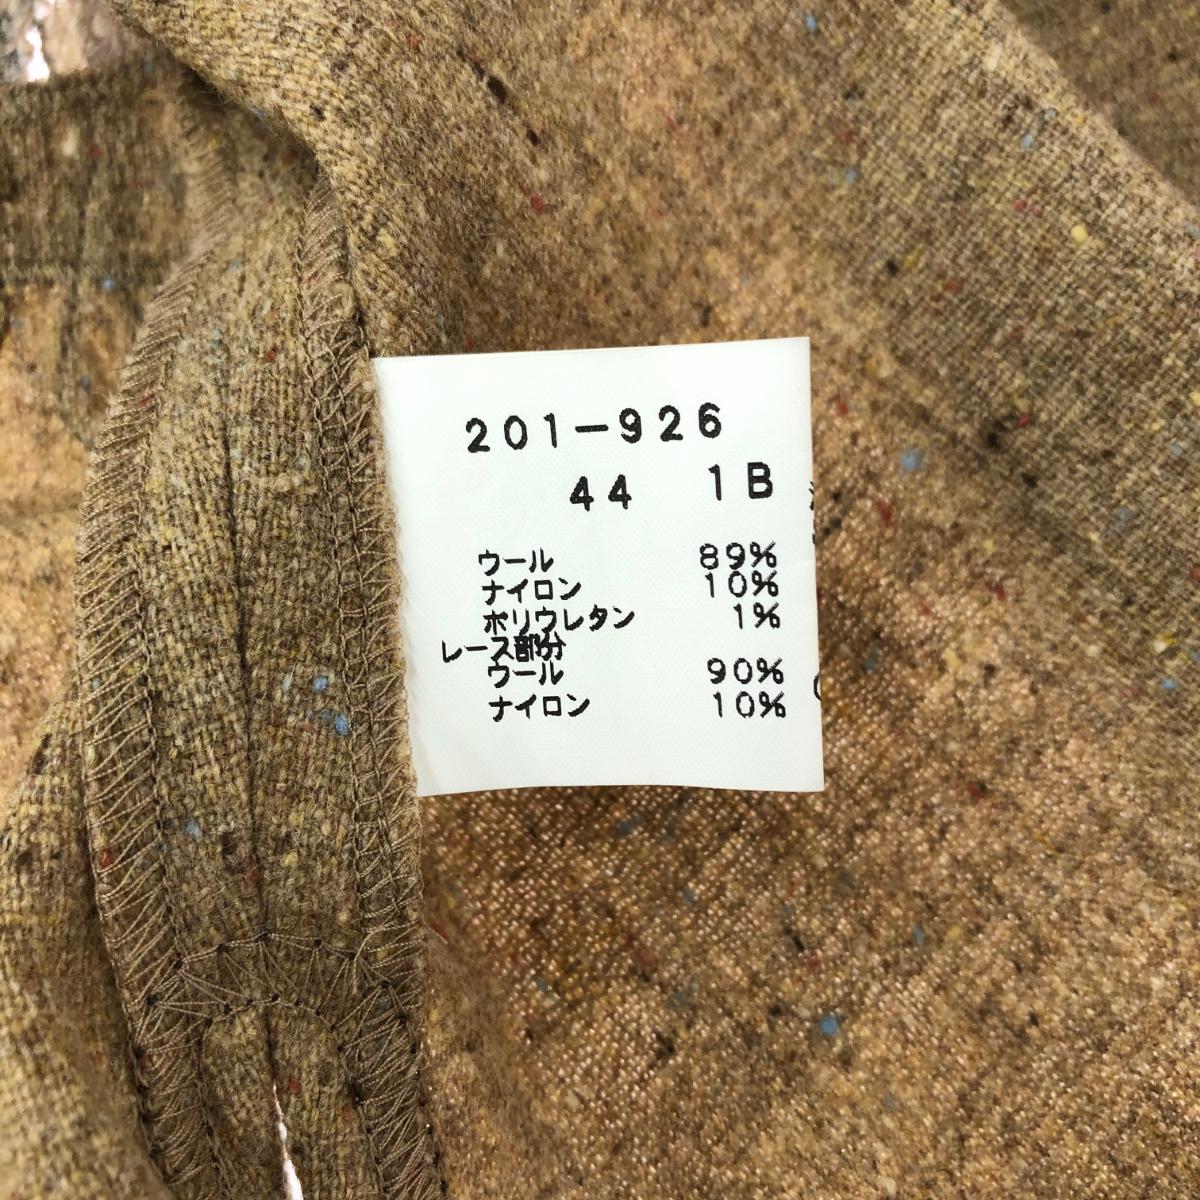 201-926
44 1B
ウール 89%
ナイロン 10%
ポリウレタン 1%
レース部分
ウール 90%
ナイロン 10%